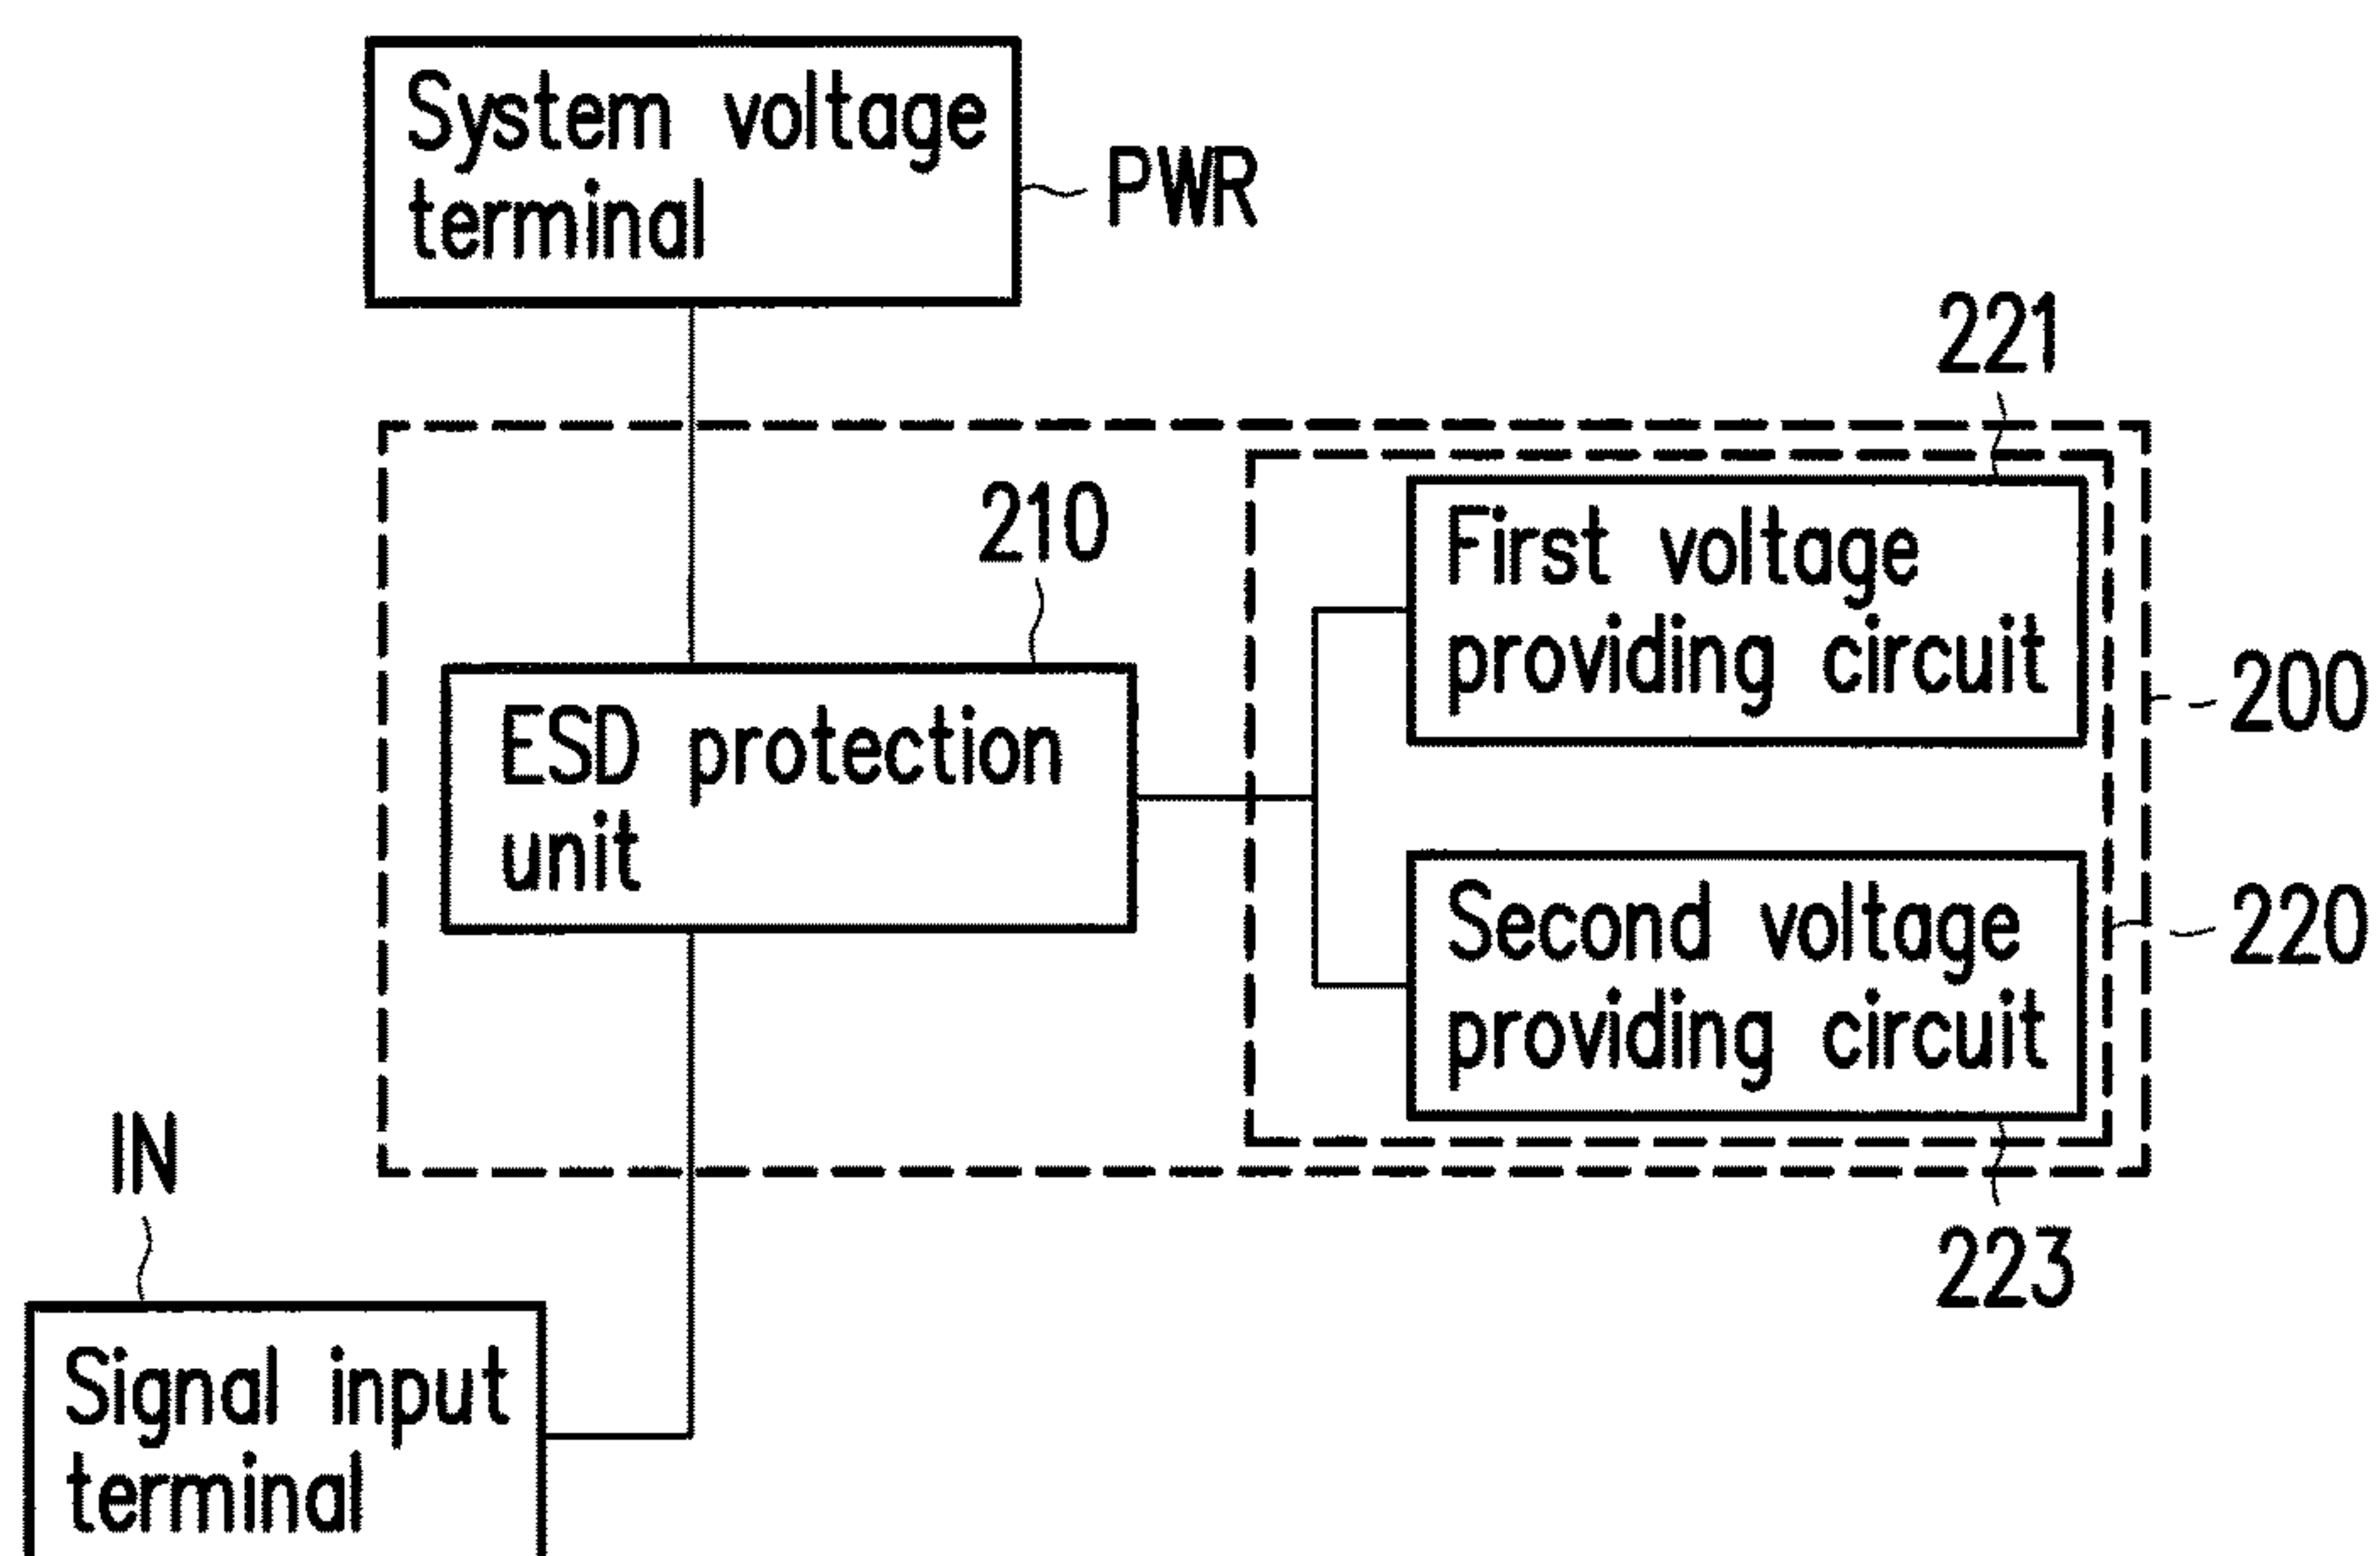 System voltage
terminal
PWR
221
210
First voltage
providing circuit
200
ESD protection
unit
Second voltage
providing circuit
220
IN
223
Signal input
terminal